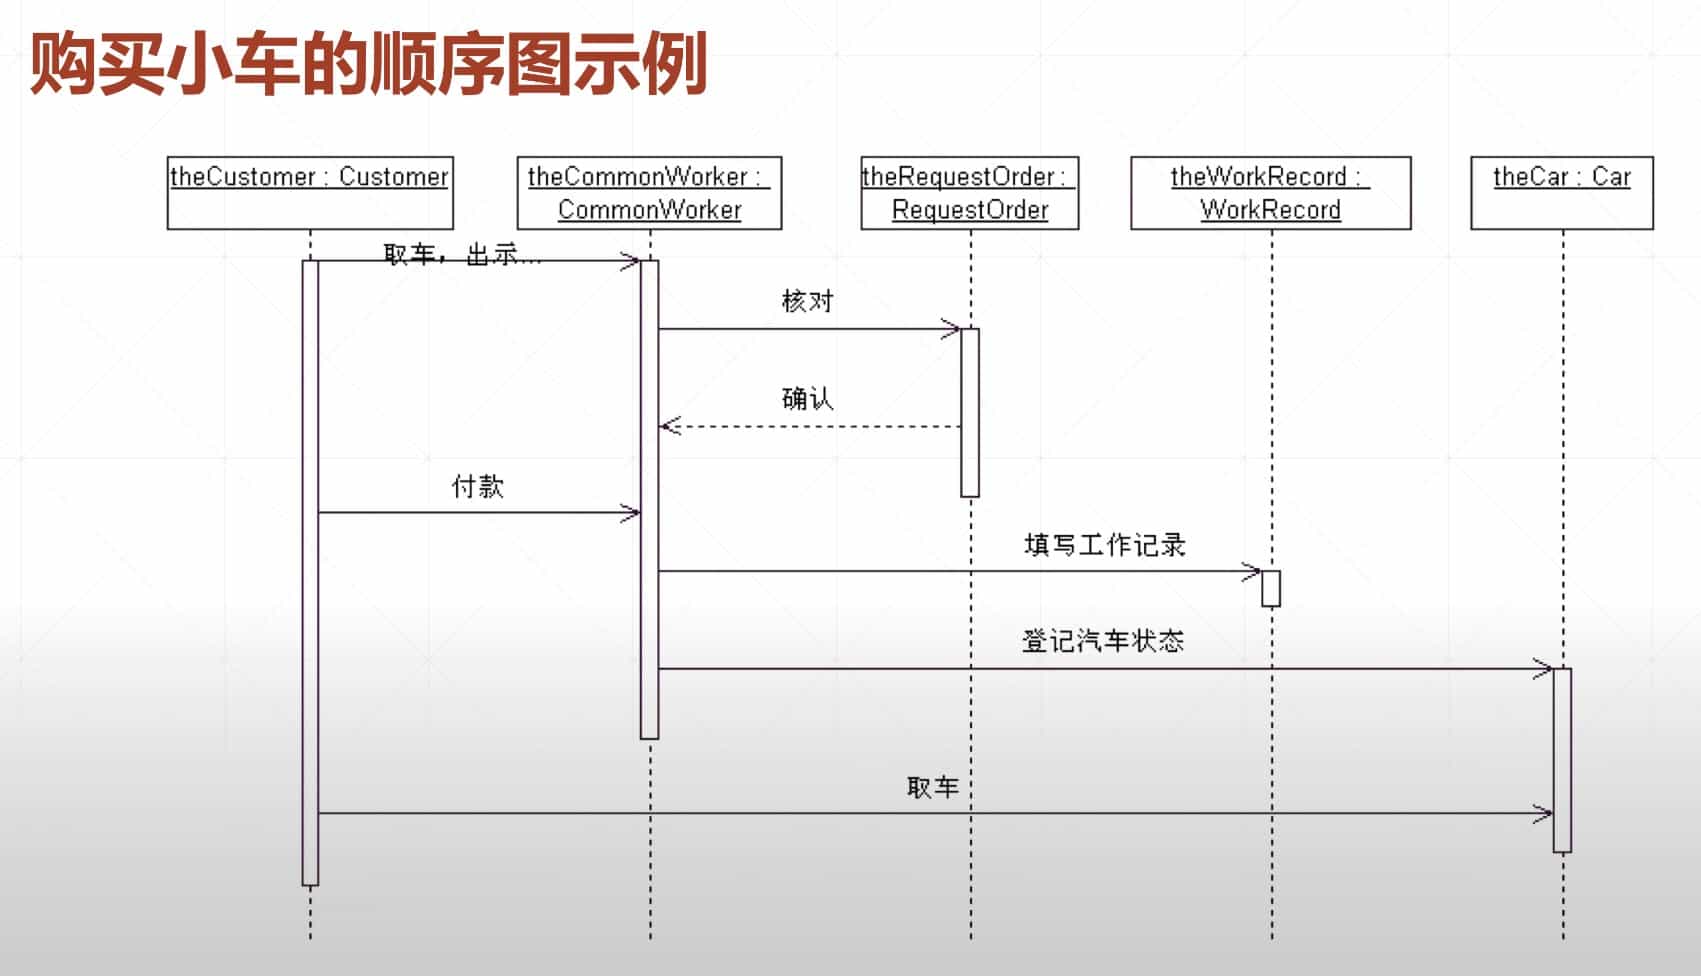 购买小车的顺序图示例
theCustomer : Customer
theCommonWorker :
CommonWorker
theRequestOrder :
RequestOrder
theWorkRecord :
WorkRecord
theCar : Car
取车，出示...
核对
确认
付款
填写工作记录
登记汽车状态
取车